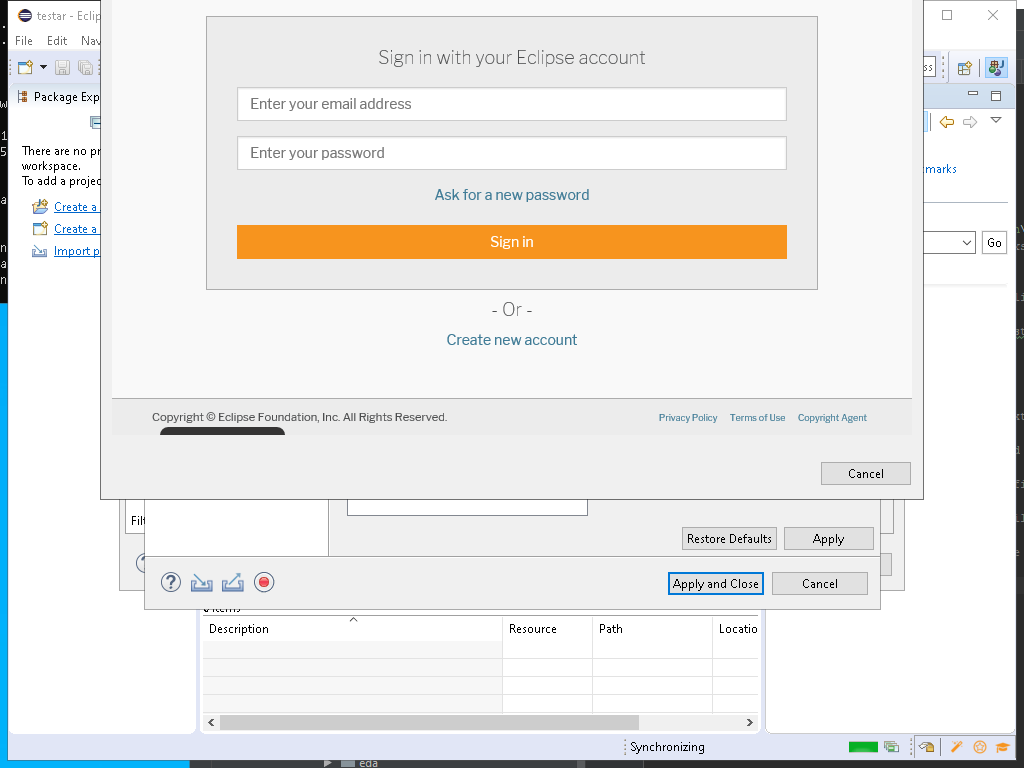 testar - Eclip
File Edit Nav
Package Exp
There are no pr
workspace.
To add a projec
Create a
Create a
Import p
Sign in with your Eclipse account
Enter your email address
Enter your password
Ask for a new password
Sign in
- Or -
Create new account
Copyright © Eclipse Foundation, Inc. All Rights Reserved.
Privacy Policy Terms of Use Copyright Agent
Cancel
ss
marks
Go
Filt
Restore Defaults Apply
Apply and Close Cancel
Description Resource Path Locatio
Synchronizing
eda